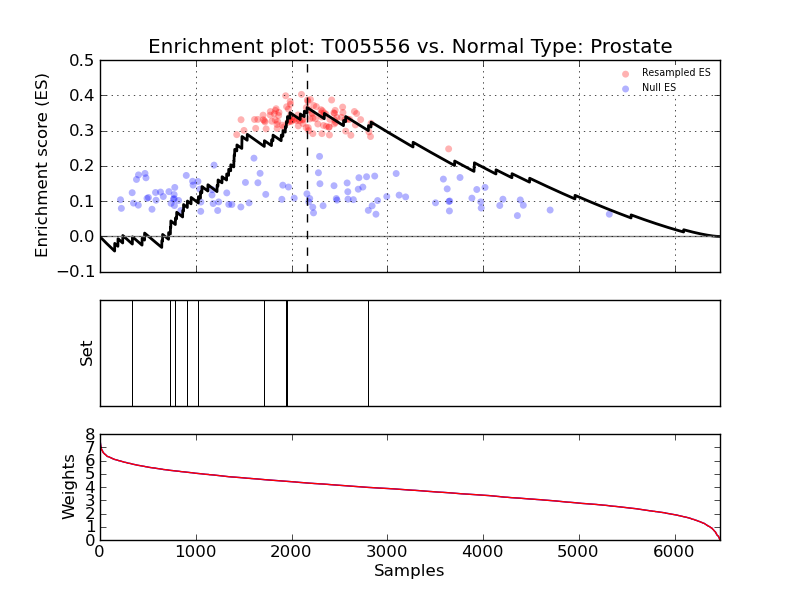 Enrichment plot: T005556 vs. Normal Type: Prostate
Enrichment score (ES)
0.5
0.4
0.3
0.2
0.1
0.0
−0.1
Resampled ES
Null ES
Set
Weights
8
7
6
5
4
3
2
1
0
0 1000 2000 3000 4000 5000 6000
Samples